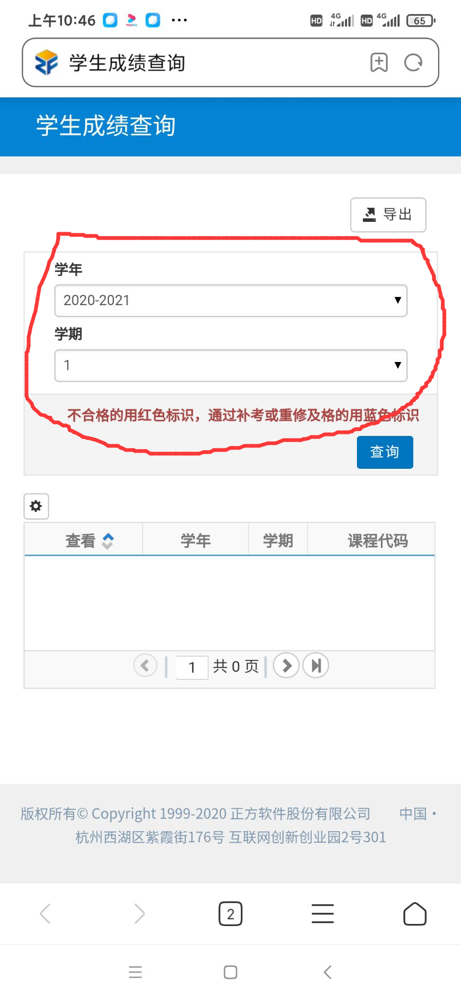 上午10:46 YOUKU ... HD 4G HD 4G 65
学生成绩查询
学生成绩查询
导出
学年
2020-2021
学期
1
不合格的用红色标识，通过补考或重修及格的用蓝色标识
查询
查看 学年 学期 课程代码
1 共 0 页
版权所有© Copyright 1999-2020 正方软件股份有限公司 中国·
杭州西湖区紫霞街176号 互联网创新创业园2号301
2